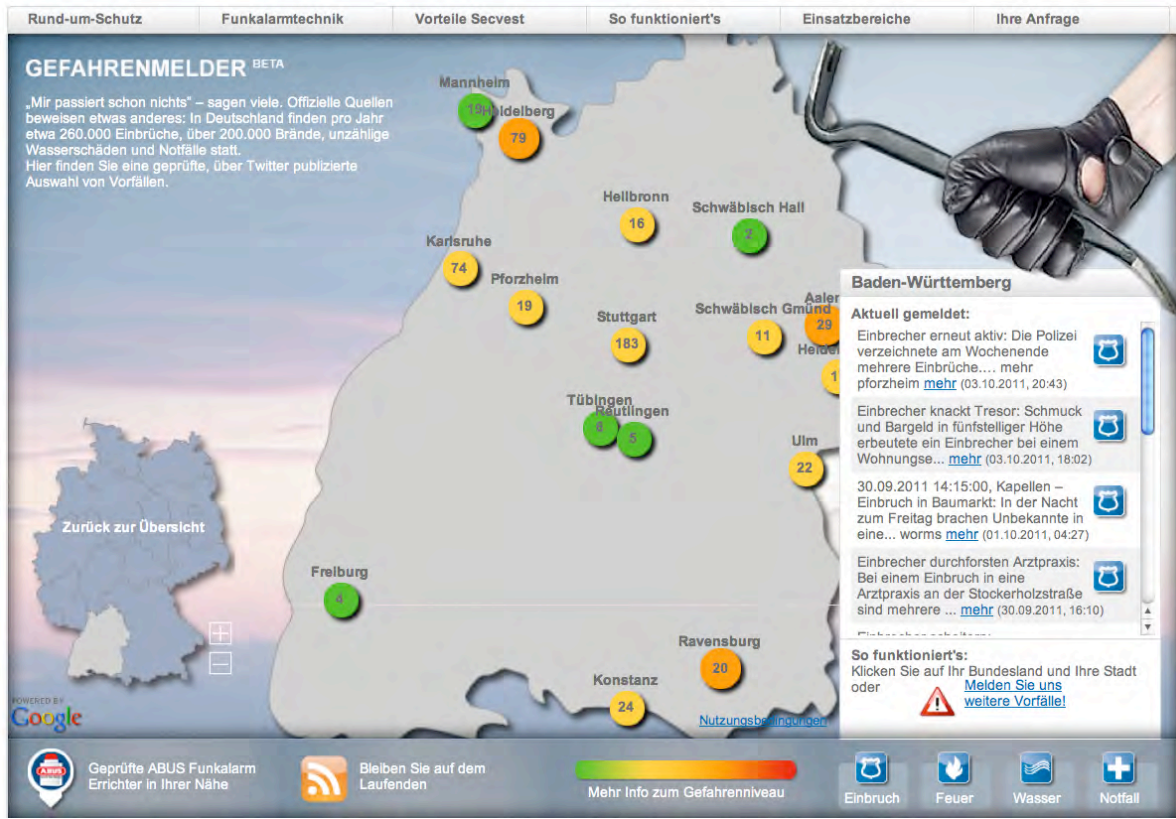 Rund-um-Schutz
Funkalarmtechnik
Vorteile Secvest
So funktioniert's
Einsatzbereiche
Ihre Anfrage
GEFAHRENMELDER BETA
„Mir passiert schon nichts" – sagen viele. Offizielle Quellen
beweisen etwas anderes: In Deutschland finden pro Jahr
etwa 260.000 Einbrüche, über 200.000 Brände, unzählige
Wasserschäden und Notfälle statt.
Hier finden Sie eine geprüfte, über Twitter publizierte
Auswahl von Vorfällen.
Mannheim
19
Heidelberg
79
Heilbronn
16
Schwäbisch Hall
2
Karlsruhe
74
Pforzheim
19
Stuttgart
183
Schwäbisch Gmünd
11
Aalen
29
Heiden
1
Tübingen
8
Reutlingen
5
Ulm
22
Freiburg
4
Ravensburg
20
Konstanz
24
Nutzungsbedingungen
Zurück zur Übersicht
POWERED BY
Google
Baden-Württemberg
Aktuell gemeldet:
Einbrecher erneut aktiv: Die Polizei
verzeichnete am Wochenende
mehrere Einbrüche.... mehr
pforzheim mehr (03.10.2011, 20:43)
Einbrecher knackt Tresor: Schmuck
und Bargeld in fünfstelliger Höhe
erbeutete ein Einbrecher bei einem
Wohnungse... mehr (03.10.2011, 18:02)
30.09.2011 14:15:00, Kapellen –
Einbruch in Baumarkt: In der Nacht
zum Freitag brachen Unbekannte in
eine... worms mehr (01.10.2011, 04:27)
Einbrecher durchforsten Arztpraxis:
Bei einem Einbruch in eine
Arztpraxis an der Stockerholzstraße
sind mehrere ... mehr (30.09.2011, 16:10)
So funktioniert's:
Klicken Sie auf Ihr Bundesland und Ihre Stadt
oder
Melden Sie uns
weitere Vorfälle!
ABUS
Geprüfte ABUS Funkalarm
Errichter in Ihrer Nähe
Bleiben Sie auf dem
Laufenden
Mehr Info zum Gefahrenniveau
Einbruch
Feuer
Wasser
Notfall